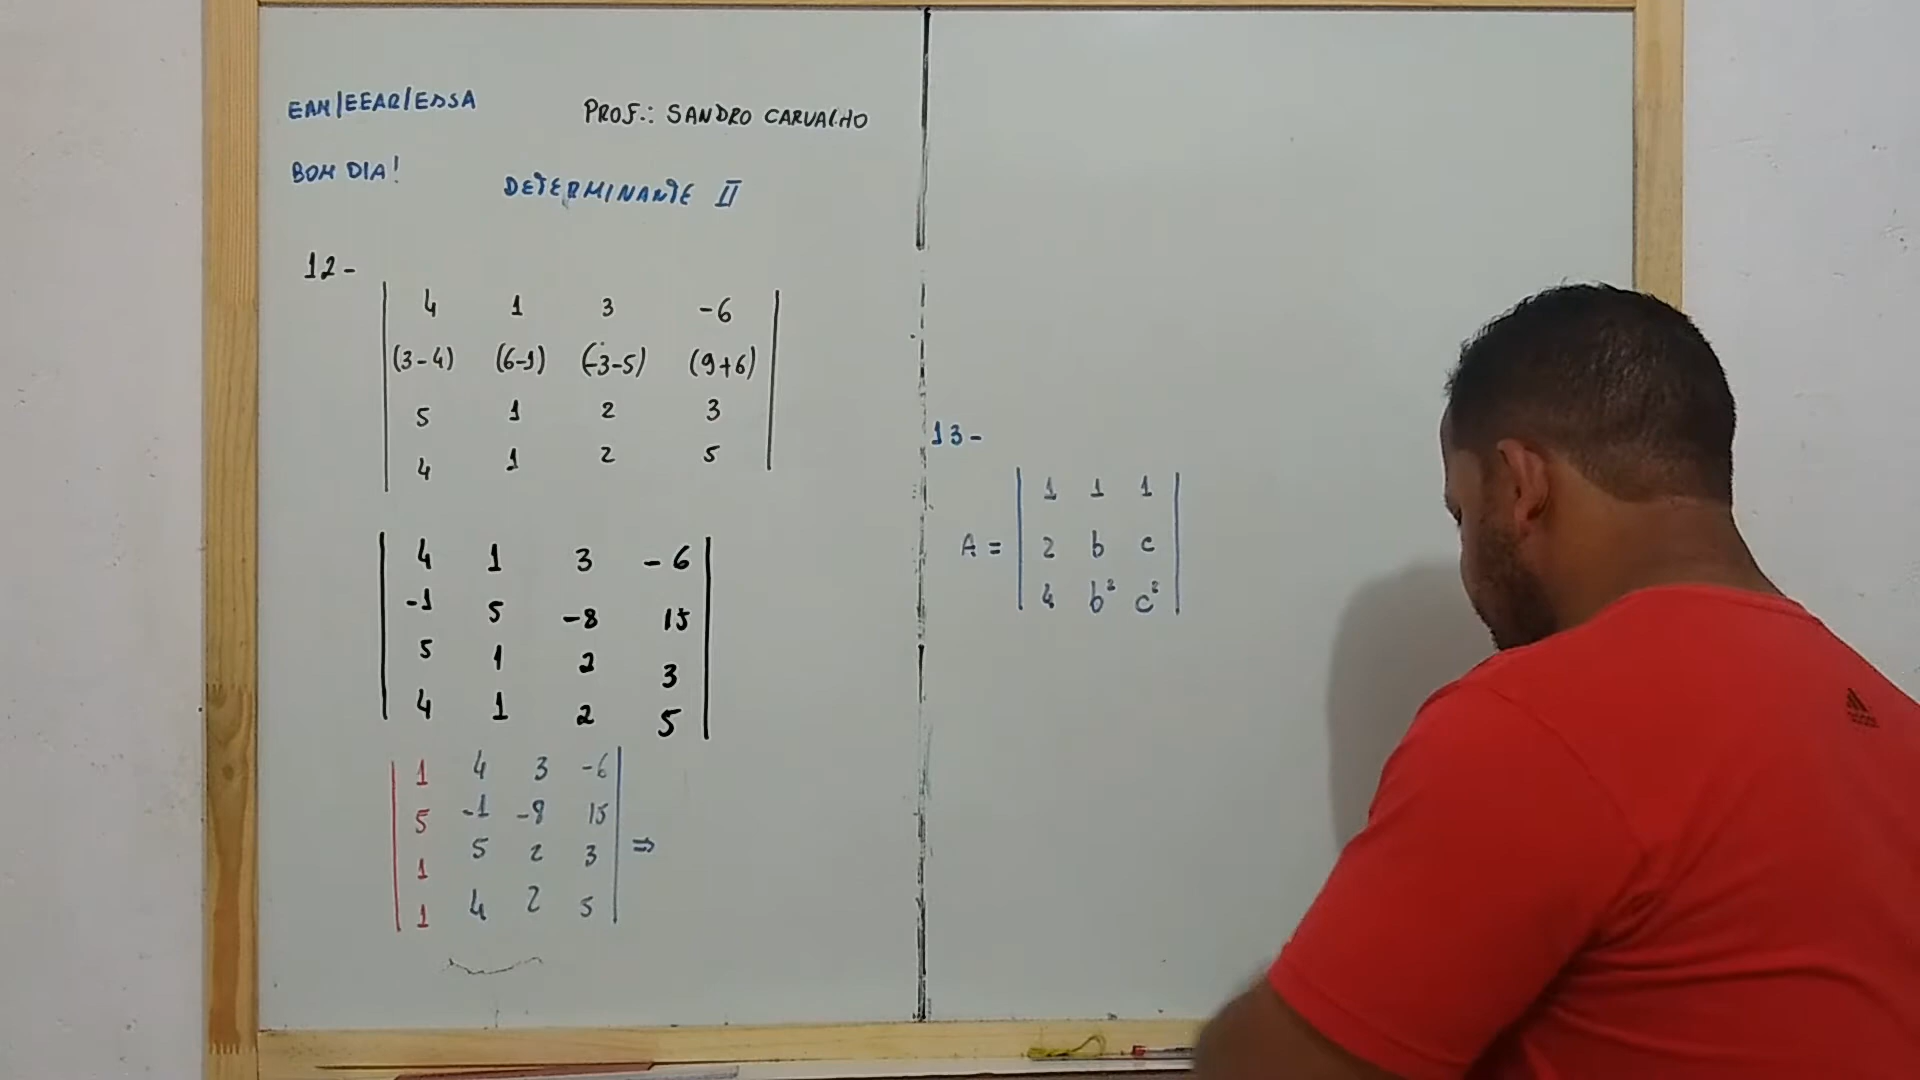 EAM/EEAR/ESSA
PROF.: SANDRO CARVALHO
BOM DIA!
DETERMINANTE II
12-
4 1 3 -6
(3-4) (6-1) (-3-5) (9+6)
5 1 2 3
4 1 2 5
4 1 3 -6
-1 5 -8 15
5 1 2 3
4 1 2 5
1 4 3 -6
5 -1 -8 15
1 5 2 3 ⇒
1 4 2 5
13-
1 1 1
A = 2 b c
4 b² c²